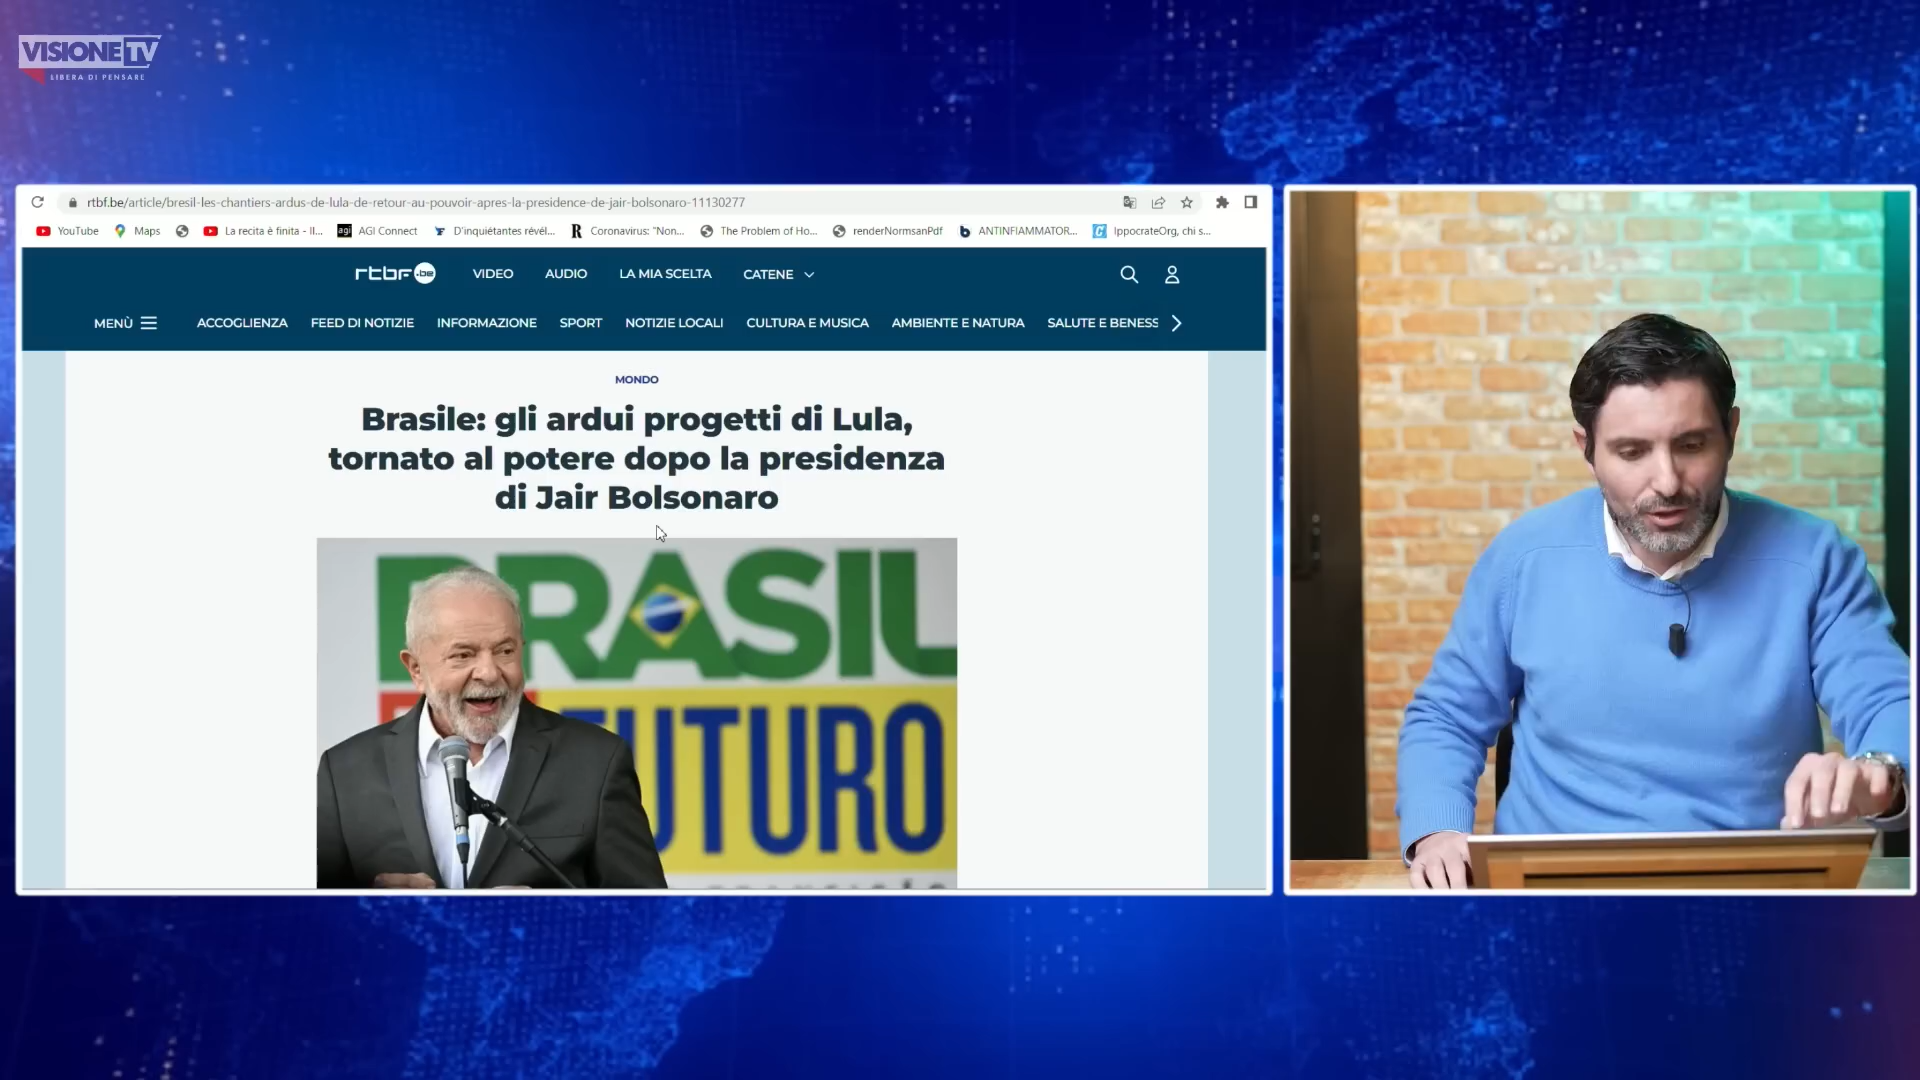 VISIONE TV
LIBERA DI PENSARE
rtbf.be/article/bresil-les-chantiers-ardus-de-lula-de-retour-au-pouvoir-apres-la-presidence-de-jair-bolsonaro-11130277
YouTube Maps La recita è finita - Il... AGI Connect D'inquiétantes révél... Coronavirus: "Non... The Problem of Ho... renderNormsanPdf ANTINFIAMMATOR... IppocrateOrg, chi s...
rtbf.be VIDEO AUDIO LA MIA SCELTA CATENE
MENÙ ACCOGLIENZA FEED DI NOTIZIE INFORMAZIONE SPORT NOTIZIE LOCALI CULTURA E MUSICA AMBIENTE E NATURA SALUTE E BENESS
MONDO
Brasile: gli ardui progetti di Lula,
tornato al potere dopo la presidenza
di Jair Bolsonaro
BRASIL
FUTURO